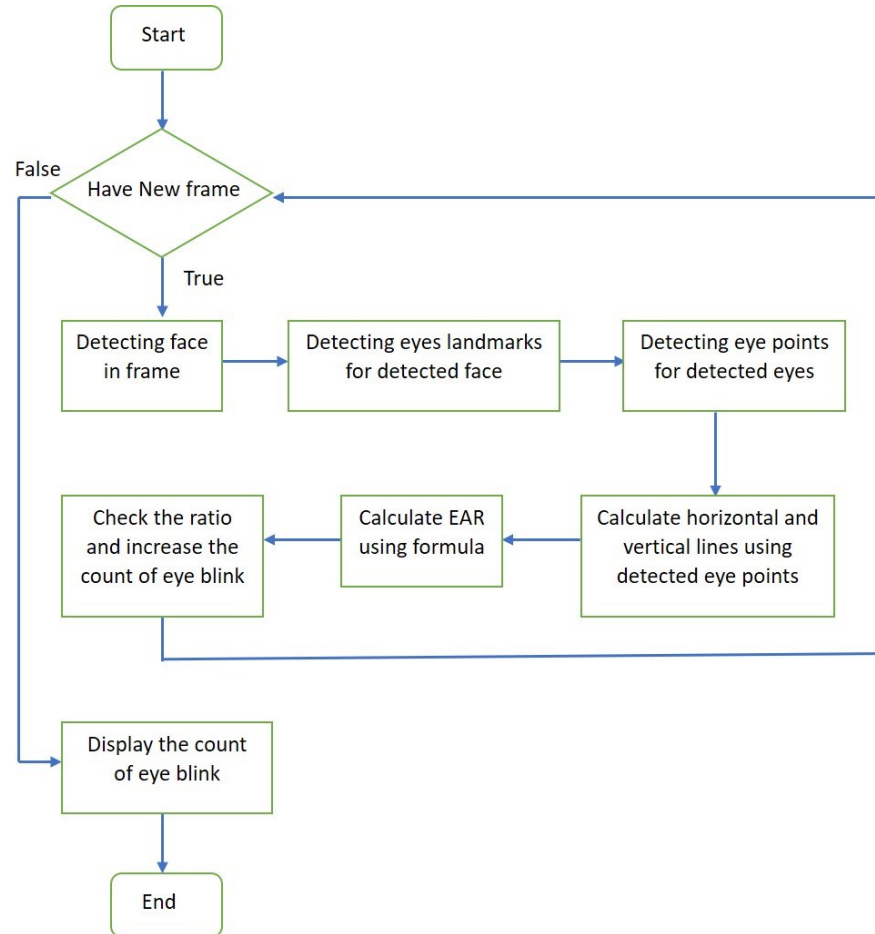 Start
False
Have New frame
True
Detecting face
in frame
Detecting eyes landmarks
for detected face
Detecting eye points
for detected eyes
Calculate horizontal and
vertical lines using
detected eye points
Calculate EAR
using formula
Check the ratio
and increase the
count of eye blink
Display the count
of eye blink
End